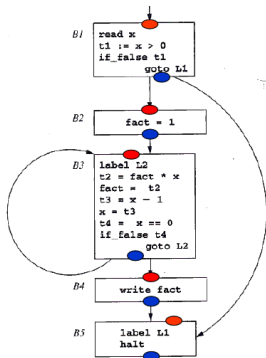 B1
read x
t1 := x > 0
if_false t1
goto L1
B2
fact = 1
B3
label L2
t2 = fact * x
fact = t2
t3 = x - 1
x = t3
t4 = x == 0
if_false t4
goto L2
B4
write fact
B5
label L1
halt